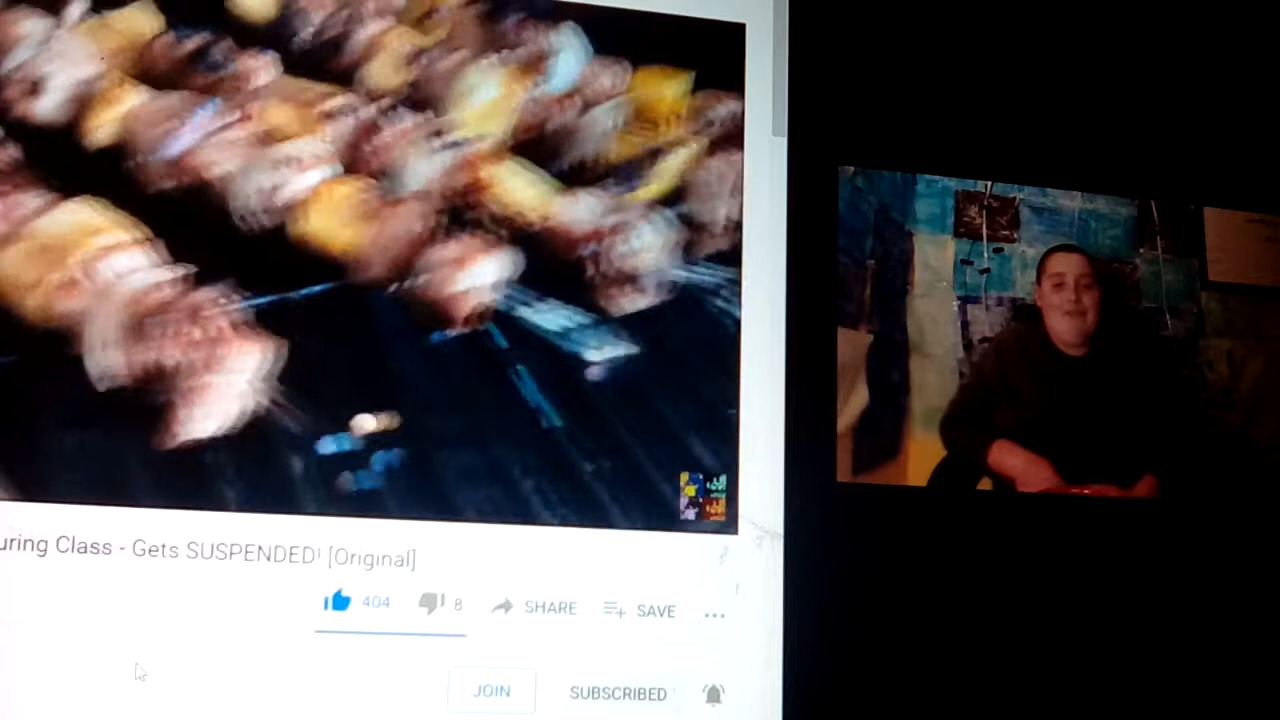 uring Class - Gets SUSPENDED! [Original]
404 8 SHARE SAVE ...
JOIN SUBSCRIBED